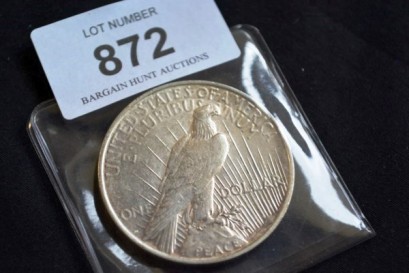 LOT NUMBER
872
BARGAIN HUNT AUCTIONS
UNITED STATES OF AMERICA
E PLURIBUS UNUM
ONE DOLLAR
PEACE